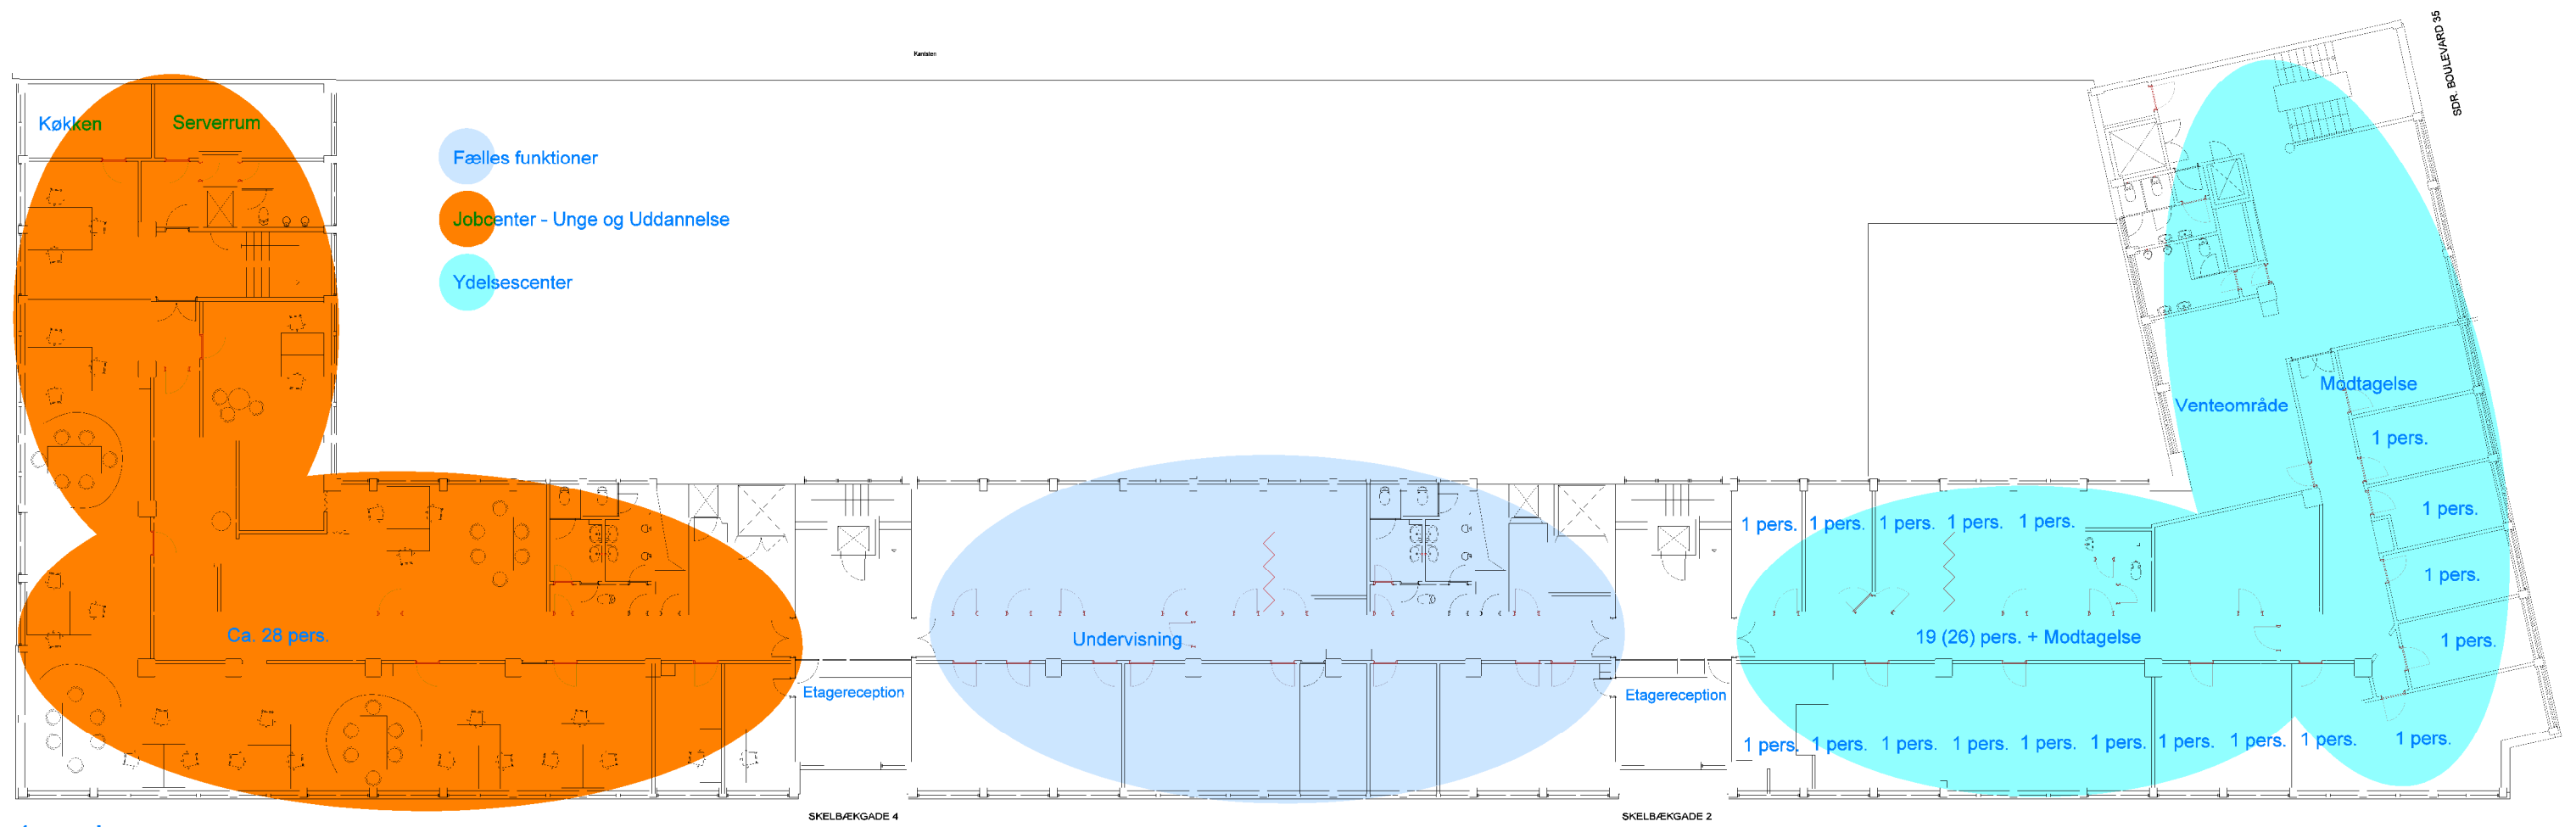 Kantinen
SDR. BOULEVARD 35
Køkken
Serverrum
Fælles funktioner
Jobcenter - Unge og Uddannelse
Ydelsescenter
Modtagelse
Venteområde
1 pers.
1 pers.
1 pers.
1 pers.
1 pers. 1 pers. 1 pers. 1 pers. 1 pers.
Ca. 28 pers.
Undervisning
19 (26) pers. + Modtagelse
Etagereception
Etagereception
1 pers. 1 pers. 1 pers. 1 pers. 1 pers. 1 pers. 1 pers. 1 pers. 1 pers. 1 pers.
SKELBÆKGADE 4
SKELBÆKGADE 2